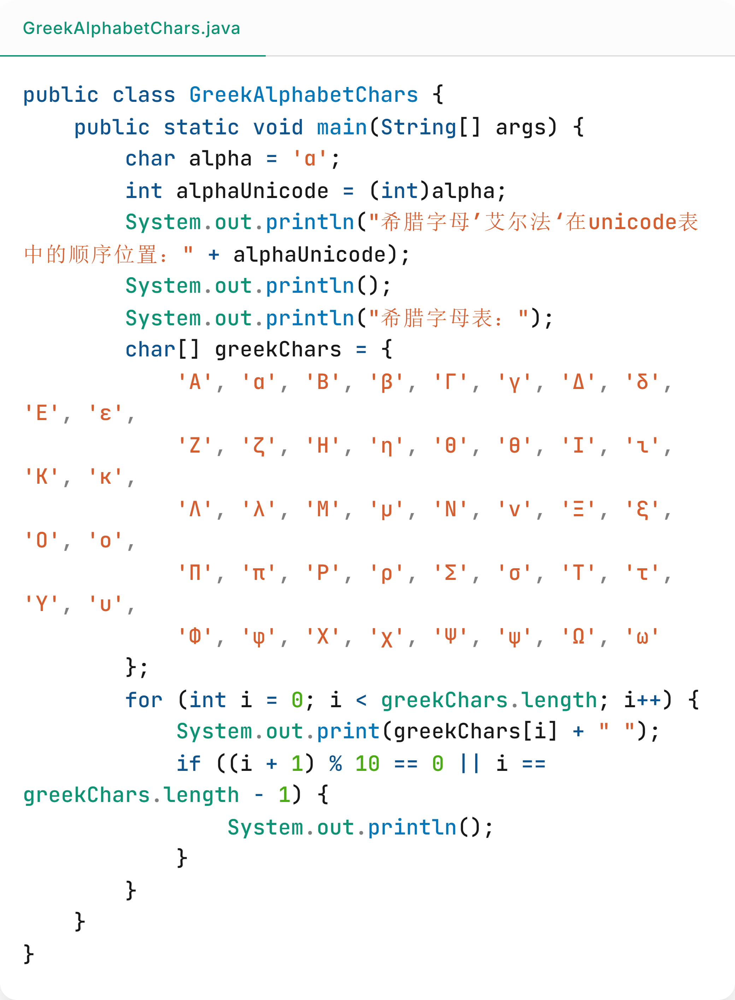 GreekAlphabetChars.java
public class GreekAlphabetChars {
    public static void main(String[] args) {
        char alpha = 'α';
        int alphaUnicode = (int)alpha;
        System.out.println("希腊字母’艾尔法‘在unicode表
中的顺序位置：" + alphaUnicode);
        System.out.println();
        System.out.println("希腊字母表：");
        char[] greekChars = {
            'Α', 'α', 'Β', 'β', 'Γ', 'γ', 'Δ', 'δ',
'Ε', 'ε',
            'Ζ', 'ζ', 'Η', 'η', 'Θ', 'θ', 'Ι', 'ι',
'Κ', 'κ',
            'Λ', 'λ', 'Μ', 'μ', 'Ν', 'ν', 'Ξ', 'ξ',
'Ο', 'ο',
            'Π', 'π', 'Ρ', 'ρ', 'Σ', 'σ', 'Τ', 'τ',
'Υ', 'υ',
            'Φ', 'φ', 'Χ', 'χ', 'Ψ', 'ψ', 'Ω', 'ω'
        };
        for (int i = 0; i < greekChars.length; i++) {
            System.out.print(greekChars[i] + " ");
            if ((i + 1) % 10 == 0 || i ==
greekChars.length - 1) {
                System.out.println();
            }
        }
    }
}